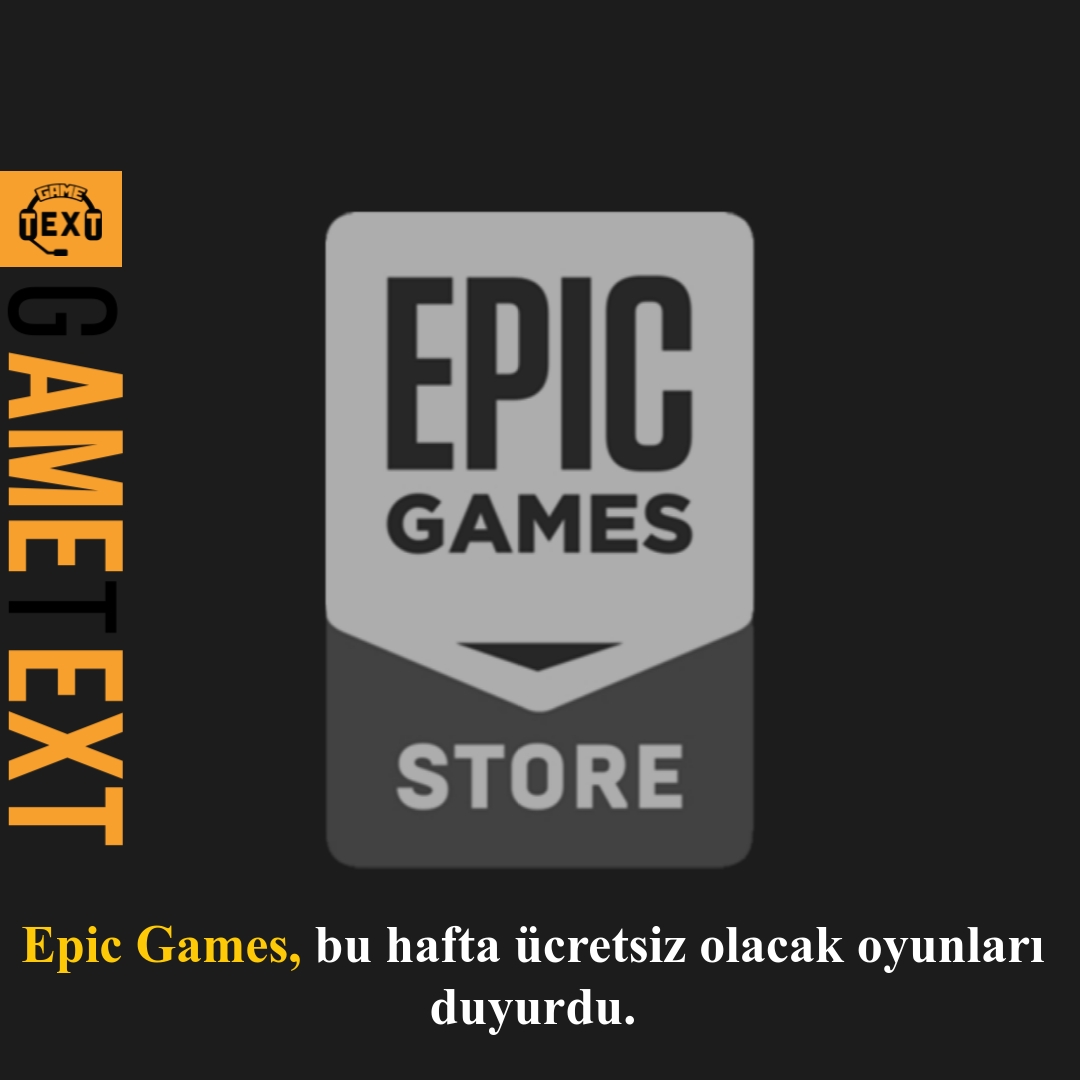 GAME
TEXT
GAMETEXT
EPIC
GAMES
STORE
Epic Games, bu hafta ücretsiz olacak oyunları
duyurdu.